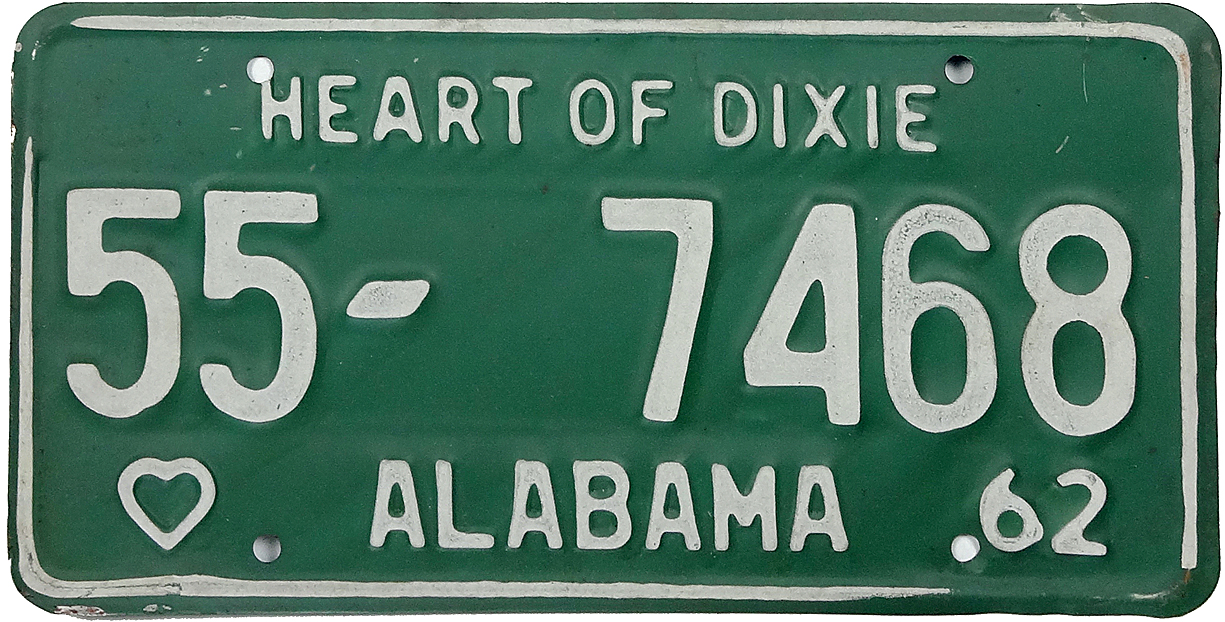 HEART OF DIXIE
55-7468
ALABAMA 62